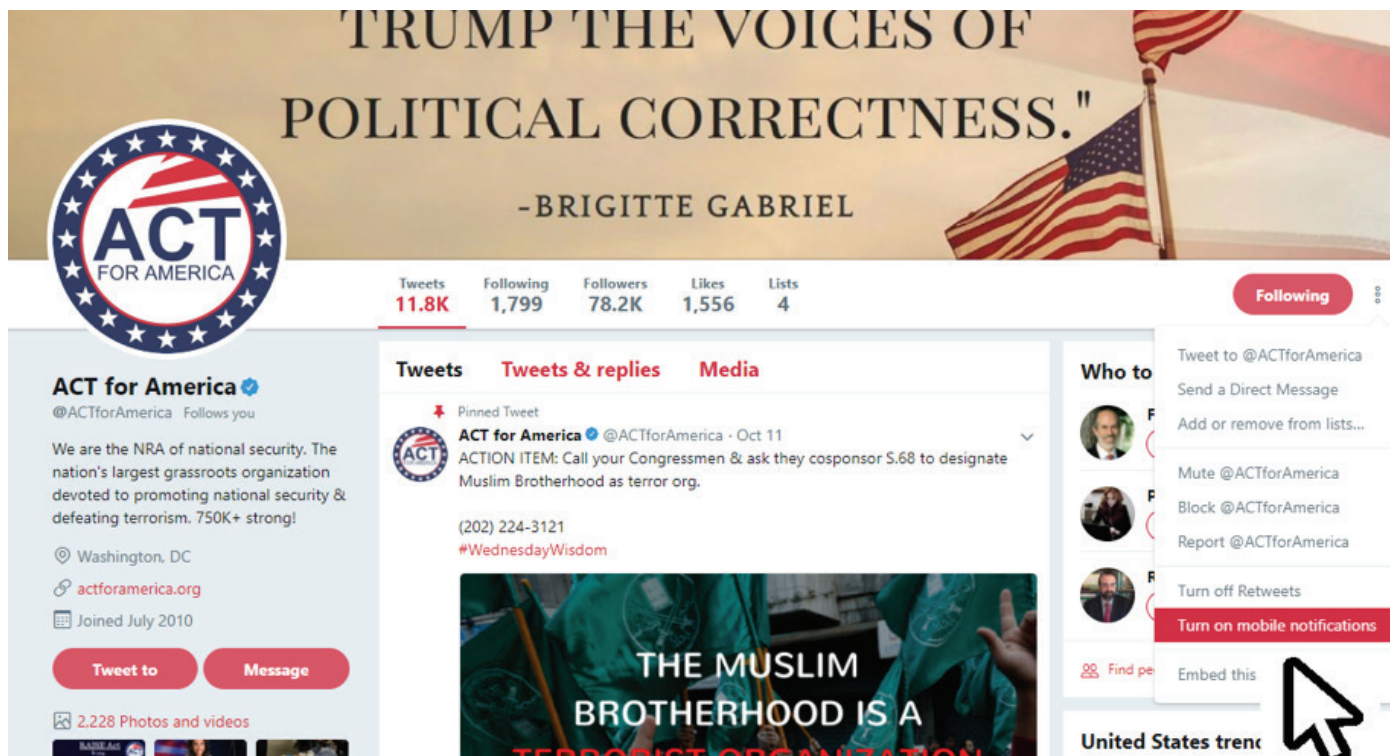 TRUMP THE VOICES OF
POLITICAL CORRECTNESS."
-BRIGITTE GABRIEL
ACT
FOR AMERICA
Tweets Following Followers Likes Lists
11.8K 1,799 78.2K 1,556 4
Following
ACT for America
@ACTforAmerica Follows you
We are the NRA of national security. The
nation's largest grassroots organization
devoted to promoting national security &
defeating terrorism. 750K+ strong!
Washington, DC
actforamerica.org
Joined July 2010
Tweet to Message
2,228 Photos and videos
Tweets Tweets & replies Media
Pinned Tweet
ACT for America @ACTforAmerica · Oct 11
ACT
ACTION ITEM: Call your Congressmen & ask they cosponsor S.68 to designate
Muslim Brotherhood as terror org.
(202) 224-3121
#WednesdayWisdom
THE MUSLIM
BROTHERHOOD IS A
TERRORIST ORGANIZATION
Who to
F
P
R
Find pe
United States trend
Tweet to @ACTforAmerica
Send a Direct Message
Add or remove from lists...
Mute @ACTforAmerica
Block @ACTforAmerica
Report @ACTforAmerica
Turn off Retweets
Turn on mobile notifications
Embed this